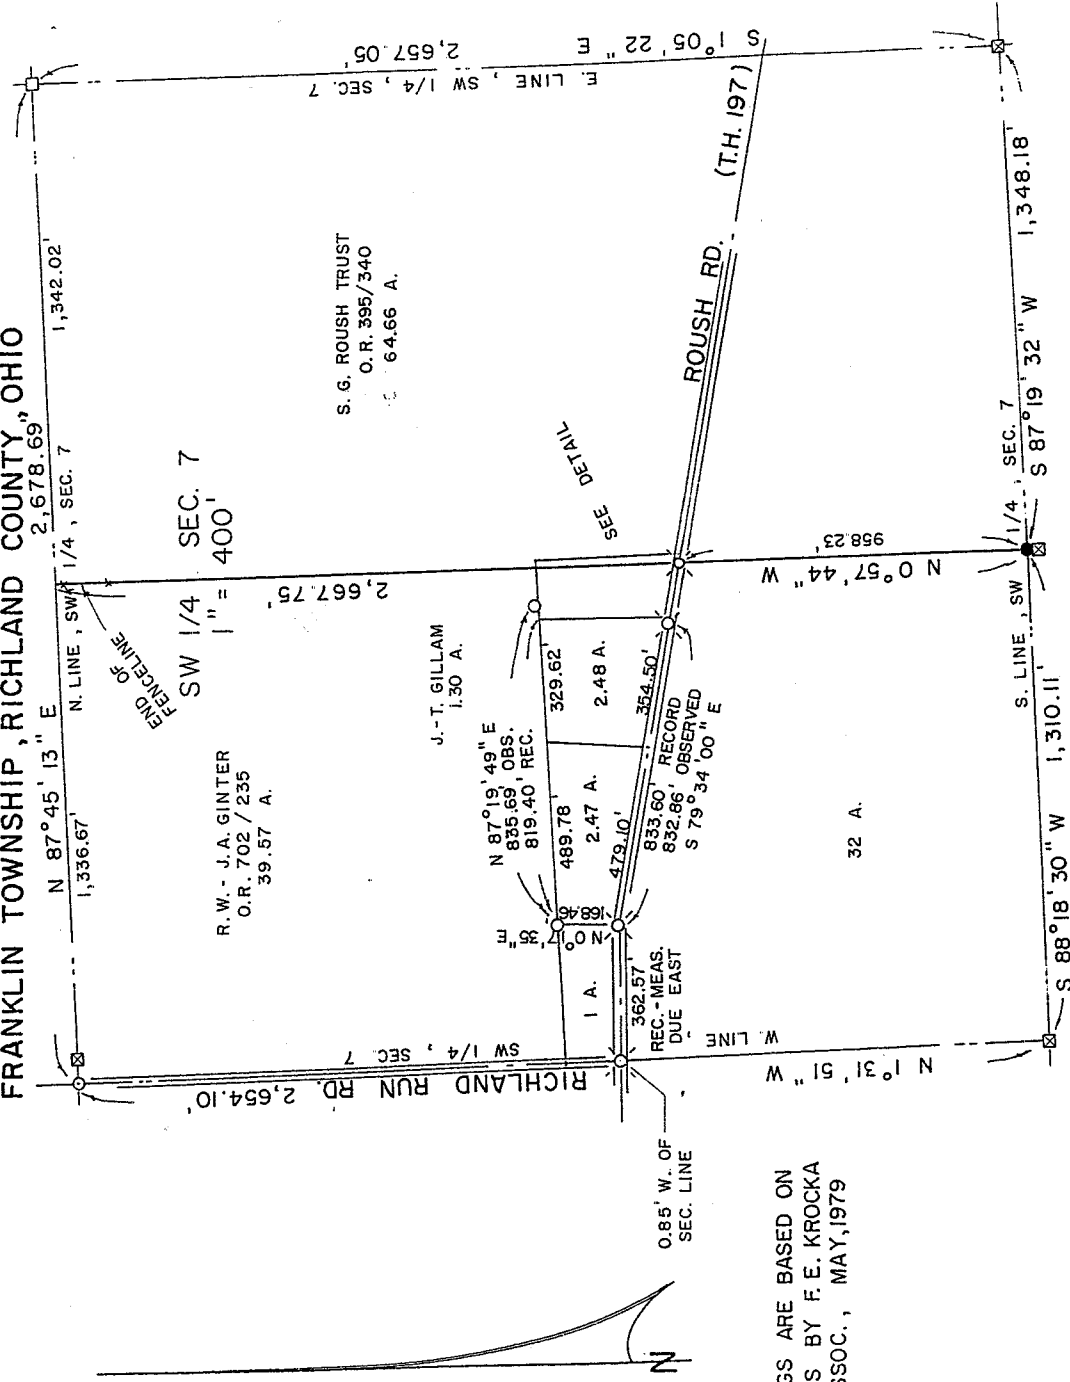 FRANKLIN TOWNSHIP, RICHLAND COUNTY, OHIO
2,678.69'
N 87°45'13" E
1,336.67'
N. LINE, SW 1/4, SEC. 7
1,342.02'
END OF
FENCELINE
SW 1/4 SEC. 7
1" = 400'
2,667.75'
E. LINE, SW 1/4, SEC. 7
2,657.05'
S 1°05'22" E
R.W. - J.A. GINTER
O.R. 702 / 235
39.57 A.
S. G. ROUSH TRUST
O.R. 395/340
64.66 A.
J.-T. GILLAM
1.30 A.
SEE DETAIL
N 87°19'49" E
835.69' OBS.
819.40' REC.
489.78'
2.47 A.
479.10'
329.62'
2.48 A.
354.50'
833.60' RECORD
832.86' OBSERVED
S 79°34'00" E
168.46'
N 0°17'35" E
1 A.
362.57'
REC.-MEAS.
DUE EAST
RICHLAND RUN RD.
2,654.10'
W. LINE, SW 1/4, SEC. 7
N 1°31'51" W
0.85' W. OF
SEC. LINE
ROUSH RD. (T.H. 197)
N 0°57'44" W
958.23'
32 A.
S. LINE, SW 1/4, SEC. 7
S 88°18'30" W 1,310.11'
S 87°19'32" W 1,348.18'
N
GS ARE BASED ON
S BY F. E. KROCKA
SSOC., MAY, 1979